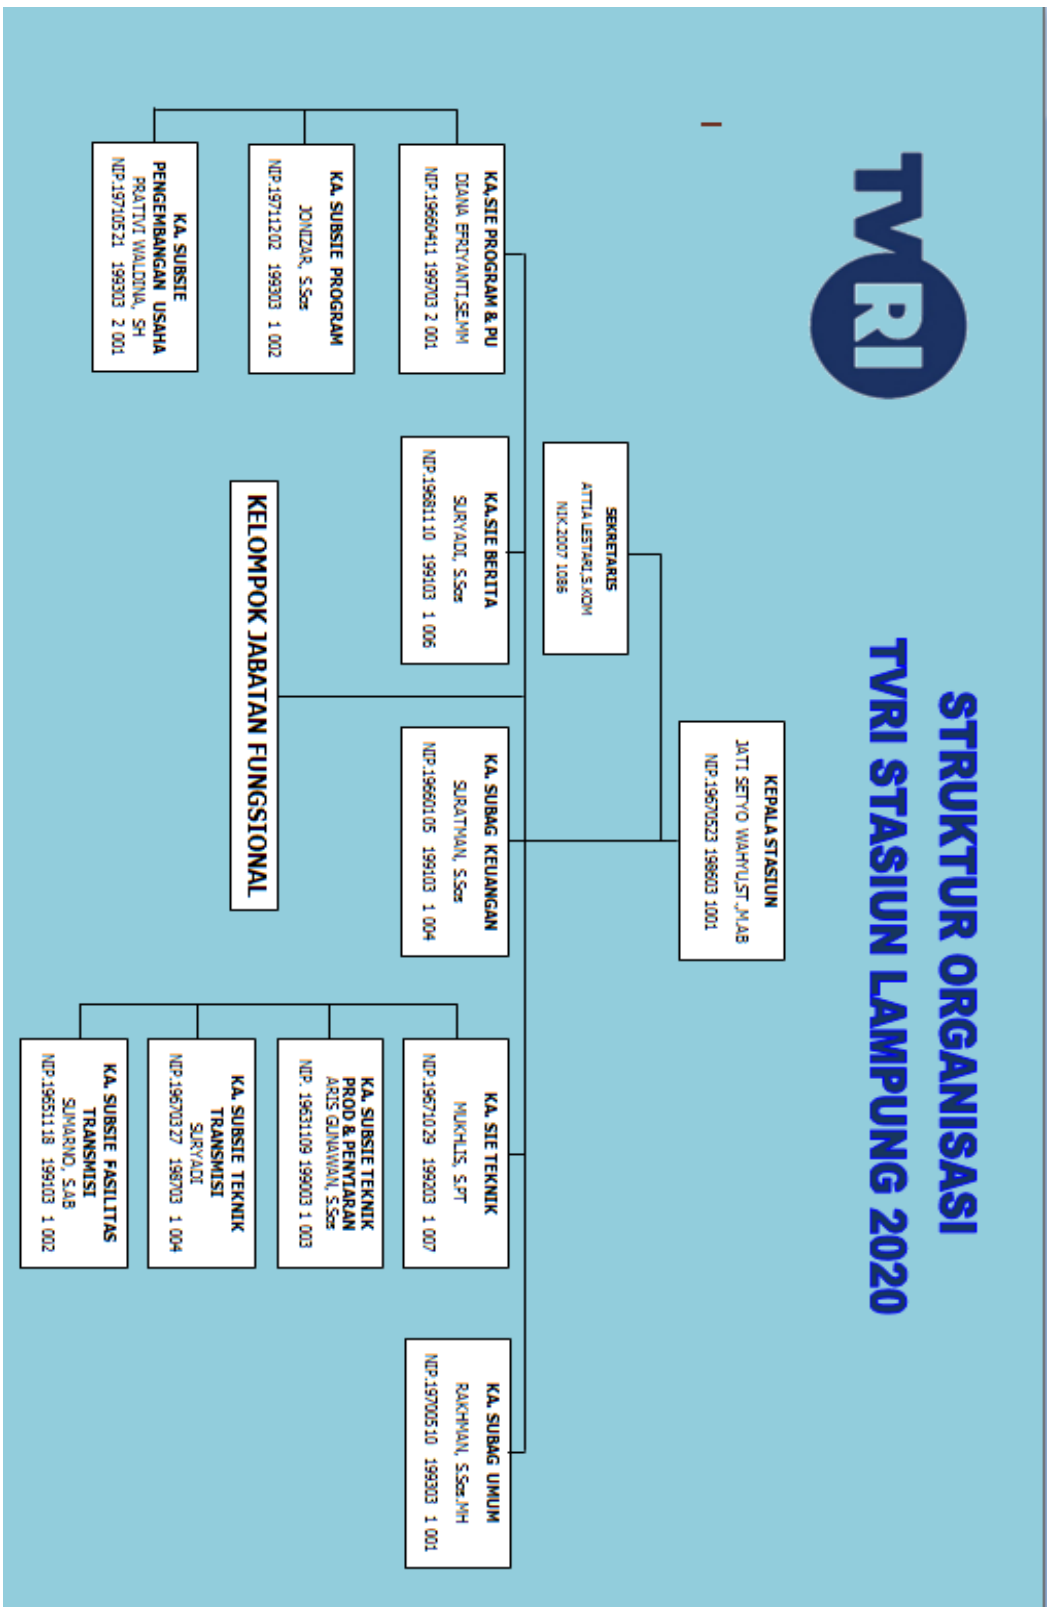 TVRI
STRUKTUR ORGANISASI
TVRI STASIUN LAMPUNG 2020
KEPALA STASIUN
JATI SETYO WAHYU,ST.,M.AB
NIP.19670523 198603 1001
SEKRETARIS
ATTIA LESTARI,S.KOM
NIK.2007 1086
KA,SIE PROGRAM & PU
DIANA EFRIYANTI,SE.MM
NIP.19660411 199703 2 001
KA.SIE BERITA
SURYADI, S.Sos
NIP.19681110 199103 1 006
KA. SUBAG KEUANGAN
SURATMAN, S.Sos
NIP.19660105 199103 1 004
KA. SIE TEKNIK
MUKHLIS, S.PT
NIP.19671029 199203 1 007
KA. SUBAG UMUM
RAKHMAN, S.Sos.MH
NIP.19700510 199303 1 001
KA. SUBSIE PROGRAM
JONIZAR, S.Sos
NIP.19711202 199303 1 002
KA. SUBSIE TEKNIK
PROD & PENYIARAN
ARIS GUNAWAN, S.Sos
NIP. 19631109 199003 1 003
KELOMPOK JABATAN FUNGSIONAL
KA. SUBSIE
PENGEMBANGAN USAHA
PRATIVI WALDINA, SH
NIP.19710521 199303 2 001
KA. SUBSIE TEKNIK
TRANSMISI
SURYADI
NIP.19670327 198703 1 004
KA. SUBSIE FASILITAS
TRANSMISI
SUMARNO, S.AB
NIP.19651118 199103 1 002